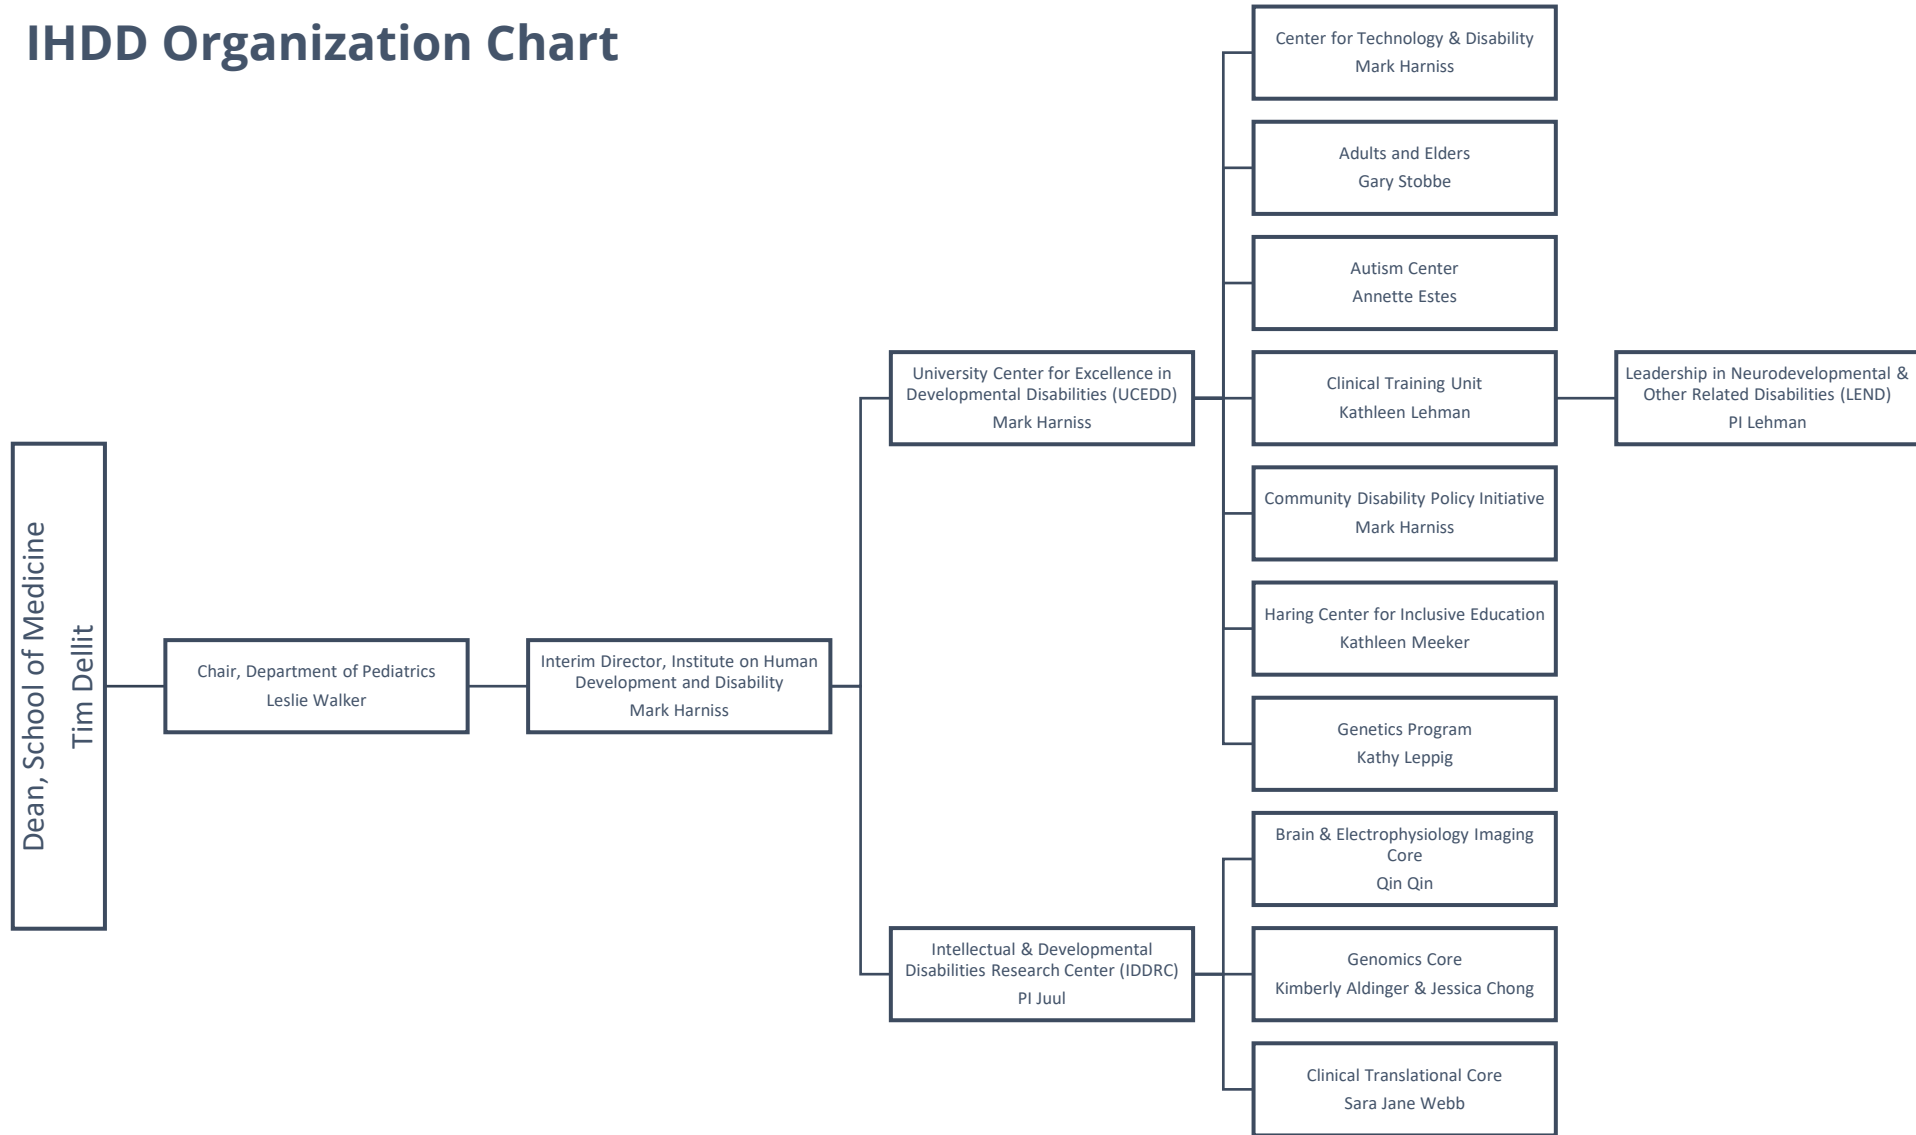 IHDD Organization Chart
Dean, School of Medicine
Tim Dellit
Chair, Department of Pediatrics
Leslie Walker
Interim Director, Institute on Human
Development and Disability
Mark Harniss
University Center for Excellence in
Developmental Disabilities (UCEDD)
Mark Harniss
Center for Technology & Disability
Mark Harniss
Adults and Elders
Gary Stobbe
Autism Center
Annette Estes
Clinical Training Unit
Kathleen Lehman
Leadership in Neurodevelopmental &
Other Related Disabilities (LEND)
PI Lehman
Community Disability Policy Initiative
Mark Harniss
Haring Center for Inclusive Education
Kathleen Meeker
Genetics Program
Kathy Leppig
Intellectual & Developmental
Disabilities Research Center (IDDRC)
PI Juul
Brain & Electrophysiology Imaging
Core
Qin Qin
Genomics Core
Kimberly Aldinger & Jessica Chong
Clinical Translational Core
Sara Jane Webb